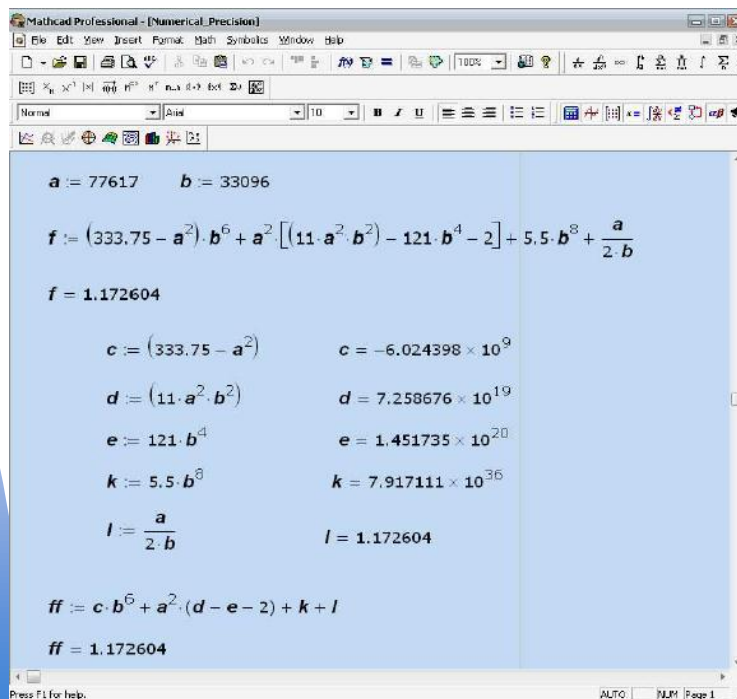 Mathcad Professional - [Numerical_Precision]
File Edit View Insert Format Math Symbolics Window Help
100%
Normal Arial 10 B I U
a := 77617 b := 33096
f := (333.75 − a²)·b⁶ + a²·[(11·a²·b²) − 121·b⁴ − 2] + 5.5·b⁸ + a/(2·b)
f = 1.172604
c := (333.75 − a²) c = −6.024398 × 10⁹
d := (11·a²·b²) d = 7.258676 × 10¹⁹
e := 121·b⁴ e = 1.451735 × 10²⁰
k := 5.5·b⁸ k = 7.917111 × 10³⁶
l := a/(2·b) l = 1.172604
ff := c·b⁶ + a²·(d − e − 2) + k + l
ff = 1.172604
Press F1 for help. AUTO NUM Page 1